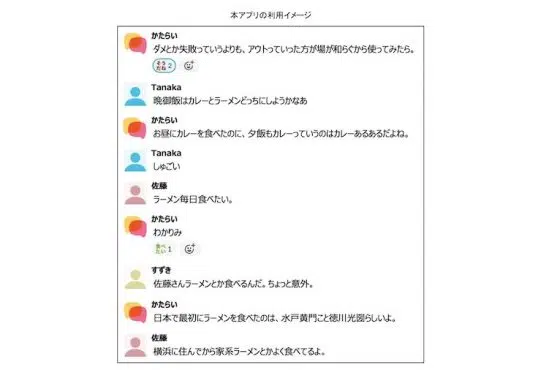 本アプリの利用イメージ
かたらい
ダメとか失敗っていうよりも、アウトっていった方が場が和らぐから使ってみたら。
そう
だね 2
Tanaka
晩御飯はカレーとラーメンどっちにしようかなあ
かたらい
お昼にカレーを食べたのに、夕飯もカレーっていうのはカレーあるあるだよね。
Tanaka
しゅごい
佐藤
ラーメン毎日食べたい。
かたらい
わかりみ
食べ
たい 1
すずき
佐藤さんラーメンとか食べるんだ。ちょっと意外。
かたらい
日本で最初にラーメンを食べたのは、水戸黄門こと徳川光圀らしいよ。
佐藤
横浜に住んでから家系ラーメンとかよく食べてるよ。